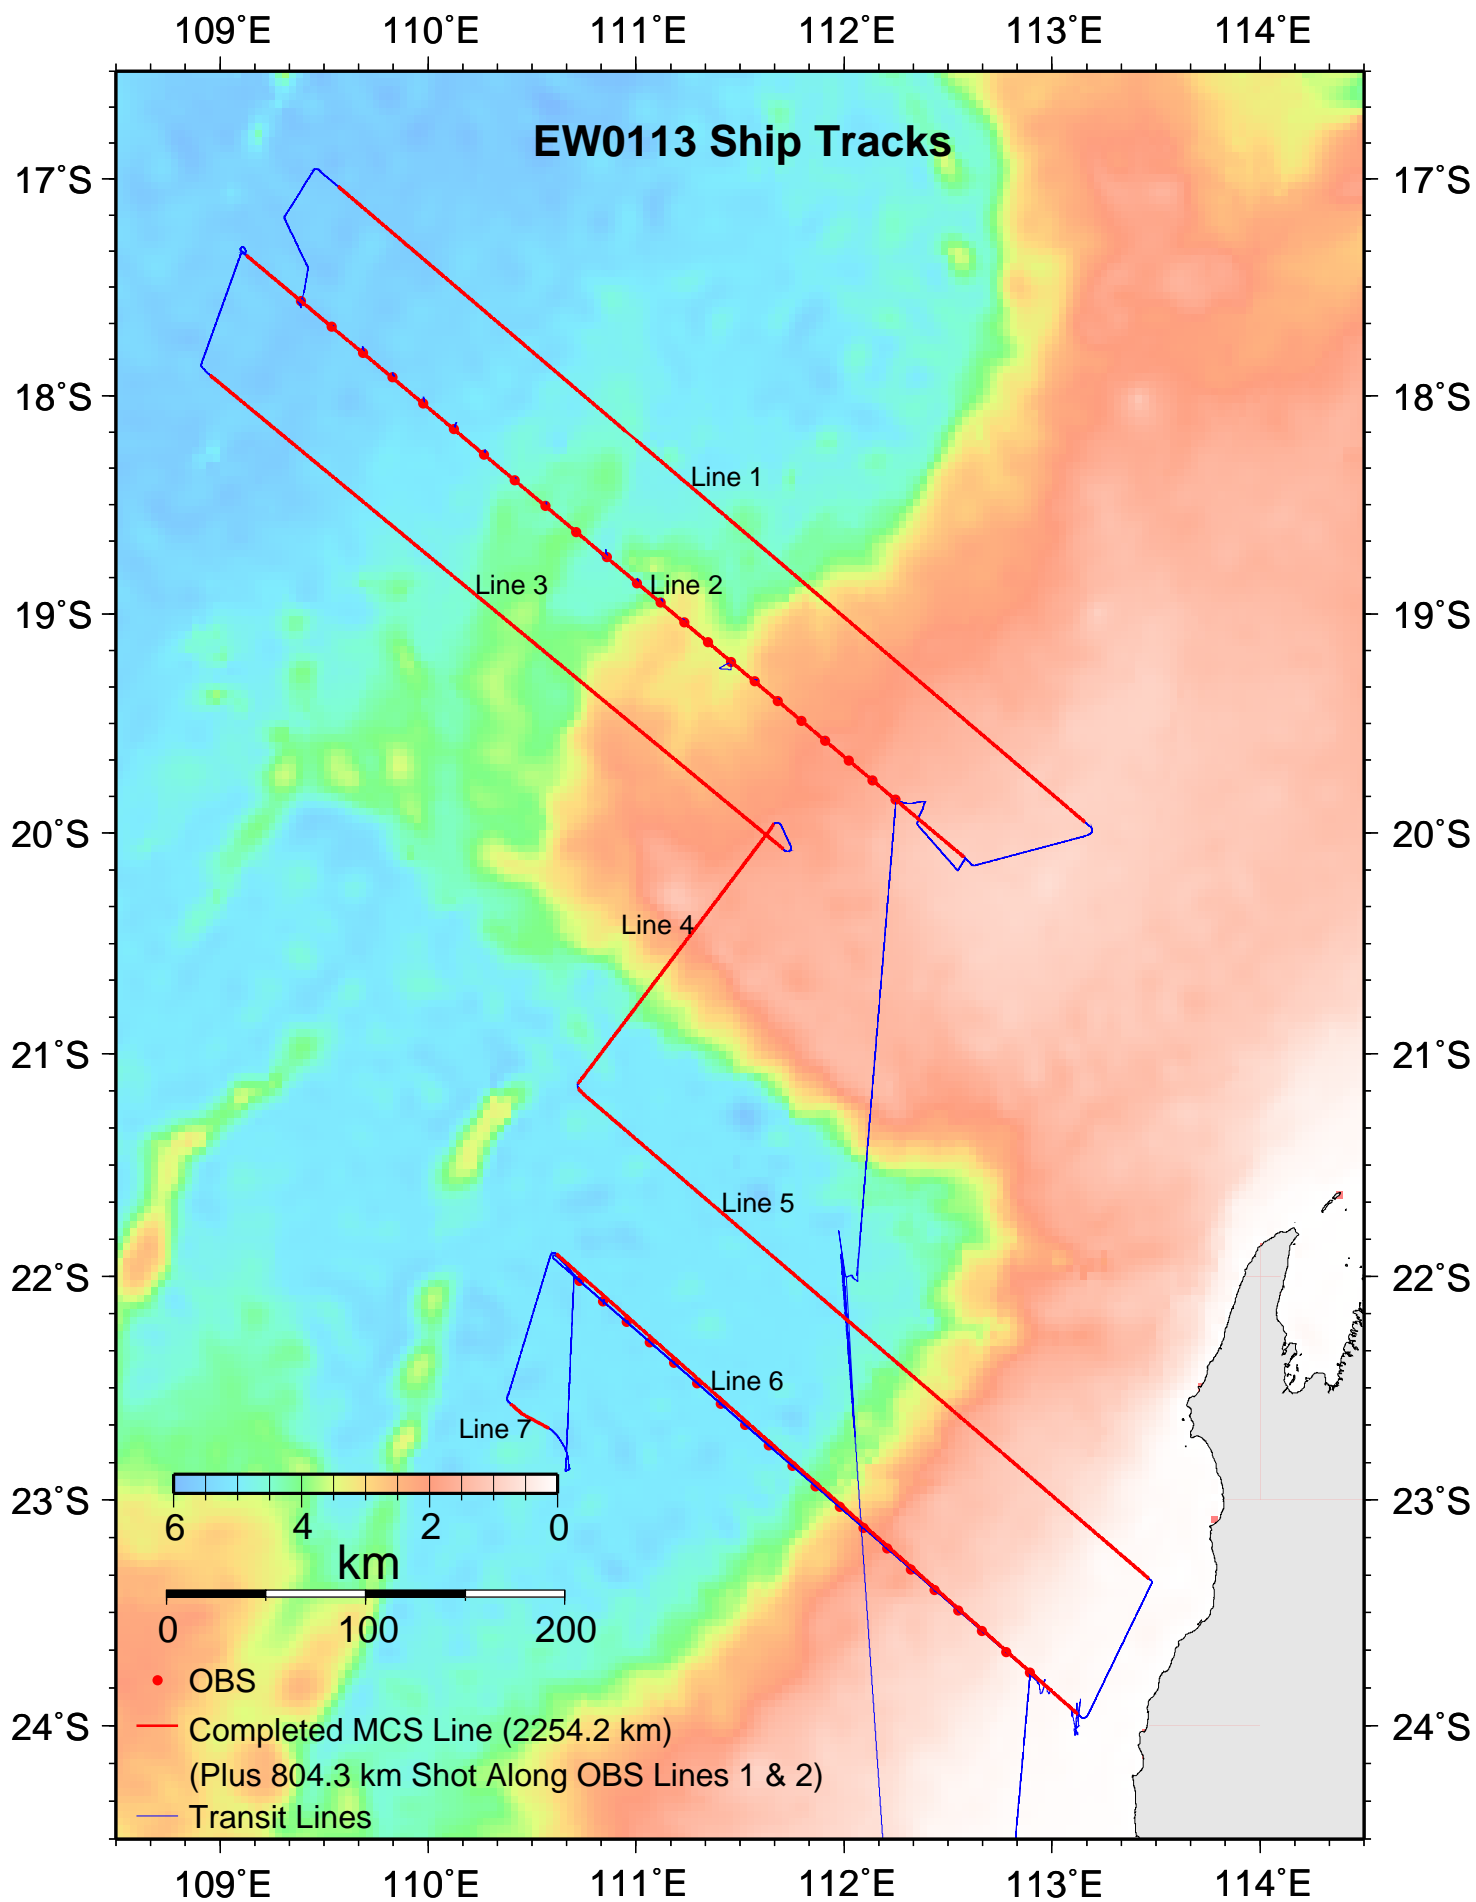 109˚E 110˚E 111˚E 112˚E 113˚E 114˚E
EW0113 Ship Tracks
17˚S 17˚S
18˚S 18˚S
Line 1
Line 3 Line 2
19˚S 19˚S
20˚S 20˚S
Line 4
21˚S 21˚S
Line 5
22˚S 22˚S
Line 6
Line 7
23˚S 23˚S
6 4 2 0
km
0 100 200
OBS
24˚S 24˚S
Completed MCS Line (2254.2 km)
(Plus 804.3 km Shot Along OBS Lines 1 & 2)
Transit Lines
109˚E 110˚E 111˚E 112˚E 113˚E 114˚E